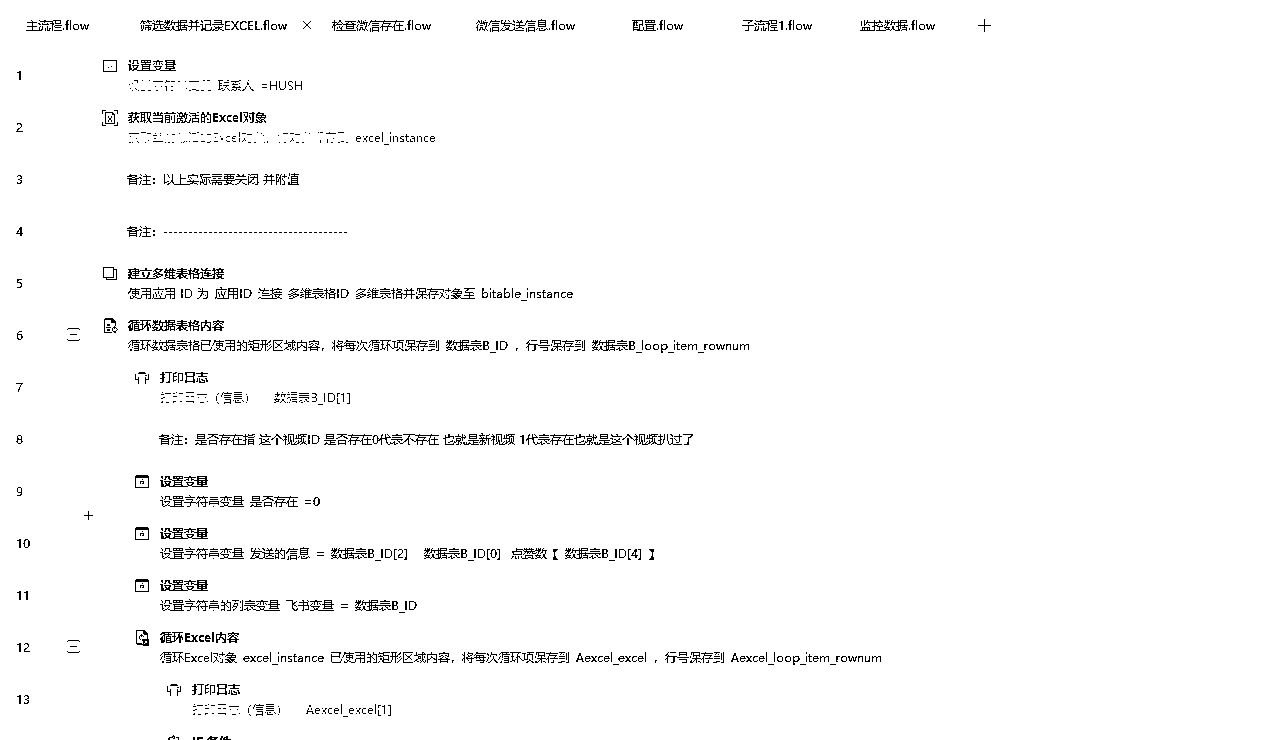 主流程.flow 筛选数据并记录EXCEL.flow × 检查微信存在.flow 微信发送信息.flow 配置.flow 子流程1.flow 监控数据.flow +
1 设置变量
联系人 =HUSH
2 获取当前激活的Excel对象
excel_instance
3 备注：以上实际需要关闭 并附值
4 备注：-------------------------------------
5 建立多维表格连接
使用应用 ID 为 应用ID 连接 多维表格ID 多维表格并保存对象至 bitable_instance
6 循环数据表格内容
循环数据表格已使用的矩形区域内容，将每次循环项保存到 数据表B_ID ，行号保存到 数据表B_loop_item_rownum
7 打印日志
打印日志（信息） 数据表B_ID[1]
8 备注：是否存在指 这个视频ID 是否存在0代表不存在 也就是新视频 1代表存在也就是这个视频扒过了
9 设置变量
设置字符串变量 是否存在 =0
10 设置变量
设置字符串变量 发送的信息 = 数据表B_ID[2] 数据表B_ID[0] 点赞数【 数据表B_ID[4] 】
11 设置变量
设置字符串的列表变量 飞书变量 = 数据表B_ID
12 循环Excel内容
循环Excel对象 excel_instance 已使用的矩形区域内容，将每次循环项保存到 Aexcel_excel ，行号保存到 Aexcel_loop_item_rownum
13 打印日志
打印日志（信息） Aexcel_excel[1]